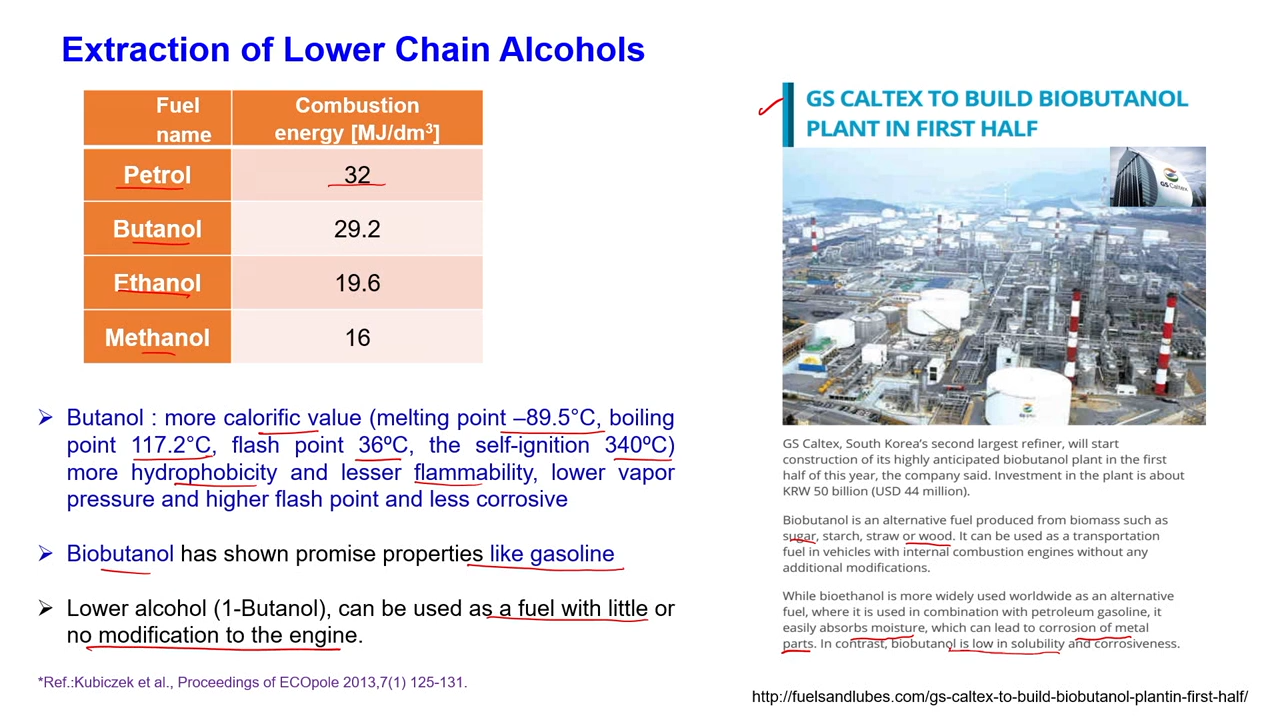 Extraction of Lower Chain Alcohols
Fuel name
Combustion energy [MJ/dm³]
Petrol 32
Butanol 29.2
Ethanol 19.6
Methanol 16
➢ Butanol : more calorific value (melting point –89.5°C, boiling
point 117.2°C, flash point 36ºC, the self-ignition 340ºC)
more hydrophobicity and lesser flammability, lower vapor
pressure and higher flash point and less corrosive
➢ Biobutanol has shown promise properties like gasoline
➢ Lower alcohol (1-Butanol), can be used as a fuel with little or
no modification to the engine.
*Ref.:Kubiczek et al., Proceedings of ECOpole 2013,7(1) 125-131.
GS CALTEX TO BUILD BIOBUTANOL
PLANT IN FIRST HALF
GS Caltex
GS Caltex, South Korea’s second largest refiner, will start
construction of its highly anticipated biobutanol plant in the first
half of this year, the company said. Investment in the plant is about
KRW 50 billion (USD 44 million).
Biobutanol is an alternative fuel produced from biomass such as
sugar, starch, straw or wood. It can be used as a transportation
fuel in vehicles with internal combustion engines without any
additional modifications.
While bioethanol is more widely used worldwide as an alternative
fuel, where it is used in combination with petroleum gasoline, it
easily absorbs moisture, which can lead to corrosion of metal
parts. In contrast, biobutanol is low in solubility and corrosiveness.
http://fuelsandlubes.com/gs-caltex-to-build-biobutanol-plantin-first-half/